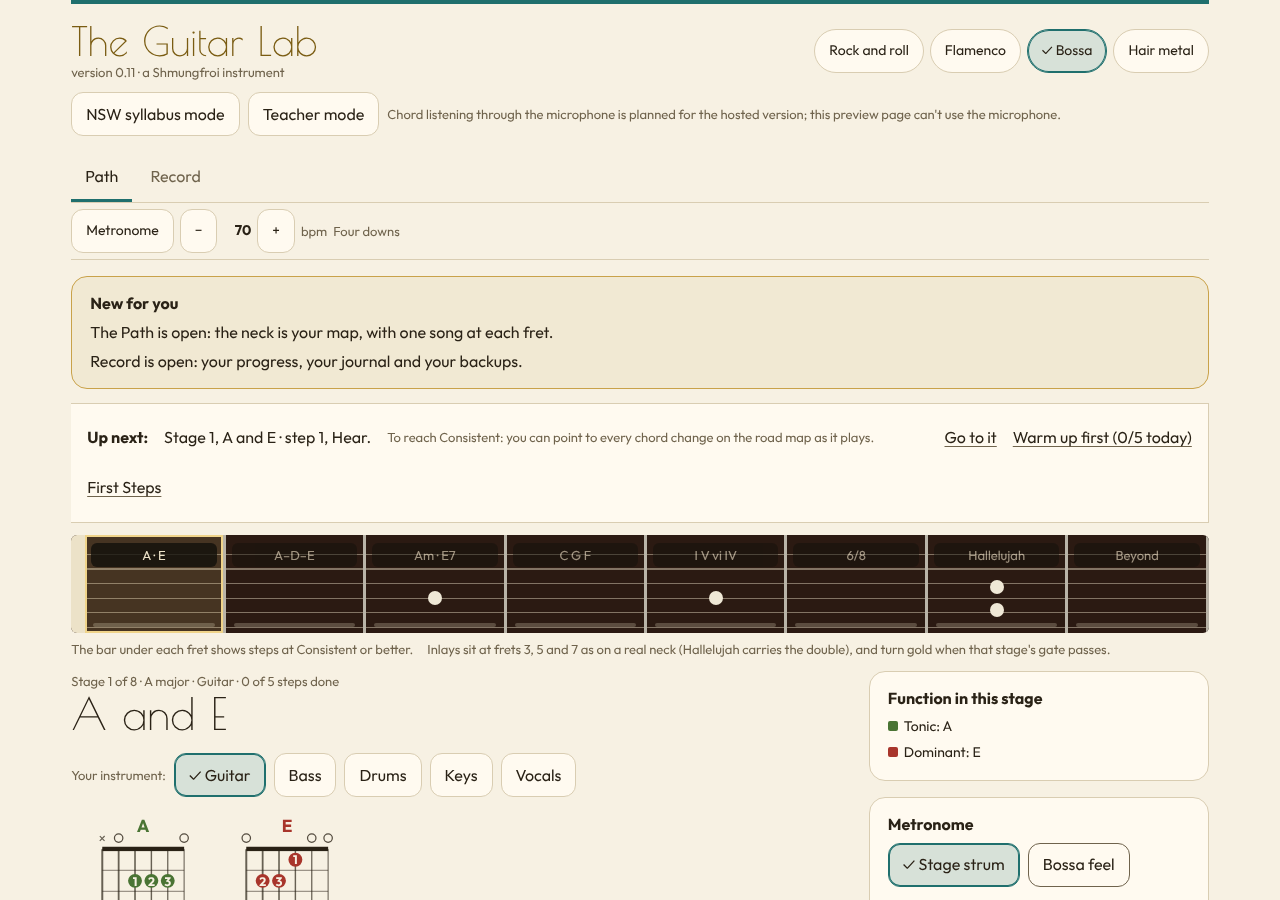 The Guitar Lab
version 0.11 · a Shmungfroi instrument
Rock and roll
Flamenco
✓ Bossa
Hair metal
NSW syllabus mode
Teacher mode
Chord listening through the microphone is planned for the hosted version; this preview page can't use the microphone.
Path
Record
Metronome
−
70
+
bpm Four downs
New for you
The Path is open: the neck is your map, with one song at each fret.
Record is open: your progress, your journal and your backups.
Up next: Stage 1, A and E · step 1, Hear. To reach Consistent: you can point to every chord change on the road map as it plays.
Go to it
Warm up first (0/5 today)
First Steps
A · E
A–D–E
Am · E7
C G F
I V vi IV
6/8
Hallelujah
Beyond
The bar under each fret shows steps at Consistent or better. Inlays sit at frets 3, 5 and 7 as on a real neck (Hallelujah carries the double), and turn gold when that stage's gate passes.
Stage 1 of 8 · A major · Guitar · 0 of 5 steps done
A and E
Your instrument:
✓ Guitar
Bass
Drums
Keys
Vocals
A
×
1 2 3
E
1
2 3
Function in this stage
Tonic: A
Dominant: E
Metronome
✓ Stage strum
Bossa feel